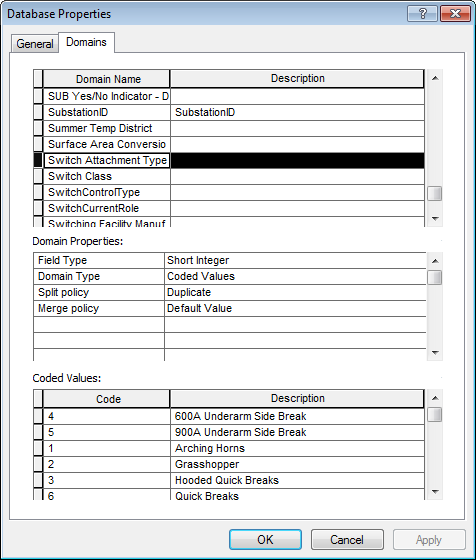 Database Properties
General Domains
Domain Name Description
SUB Yes/No Indicator - D
SubstationID SubstationID
Summer Temp District
Surface Area Conversio
Switch Attachment Type
Switch Class
SwitchControlType
SwitchCurrentRole
Switching Facility Manuf
Domain Properties:
Field Type Short Integer
Domain Type Coded Values
Split policy Duplicate
Merge policy Default Value
Coded Values:
Code Description
4 600A Underarm Side Break
5 900A Underarm Side Break
1 Arching Horns
2 Grasshopper
3 Hooded Quick Breaks
6 Quick Breaks
OK Cancel Apply